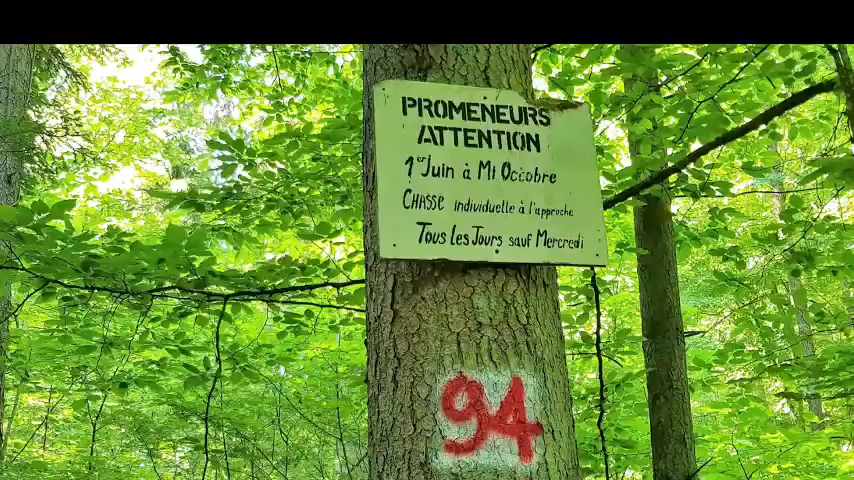 PROMENEURS
ATTENTION
1er Juin à Mi Octobre
CHASSE individuelle à l'approche
Tous les Jours sauf Mercredi
94